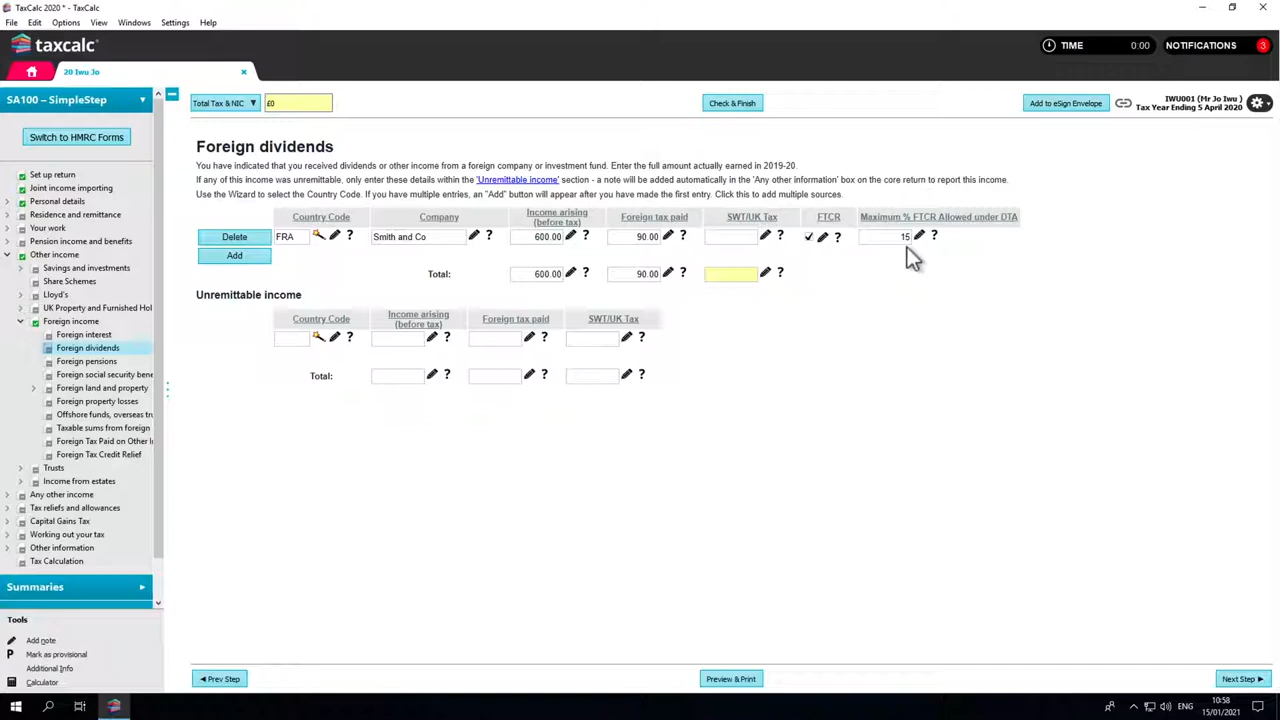 TaxCalc 2020 * - TaxCalc
File Edit Options View Windows Settings Help
taxcalc
TIME 0:00 NOTIFICATIONS 3
20 Iwu Jo
SA100 – SimpleStep
Switch to HMRC Forms
Set up return
Joint income importing
Personal details
Residence and remittance
Your work
Pension income and benefits
Other income
Savings and investments
Share Schemes
Lloyd's
UK Property and Furnished Hol
Foreign income
Foreign interest
Foreign dividends
Foreign pensions
Foreign social security bene
Foreign land and property
Foreign property losses
Offshore funds, overseas tru
Taxable sums from foreign
Foreign Tax Paid on Other I
Foreign Tax Credit Relief
Trusts
Income from estates
Any other income
Tax reliefs and allowances
Capital Gains Tax
Working out your tax
Other information
Tax Calculation
Summaries
Tools
Add note
P Mark as provisional
Additional Info
Calculator
Total Tax & NIC £0
Check & Finish
Add to eSign Envelope
IWU001 (Mr Jo Iwu )
Tax Year Ending 5 April 2020
Foreign dividends
You have indicated that you received dividends or other income from a foreign company or investment fund. Enter the full amount actually earned in 2019-20.
If any of this income was unremittable, only enter these details within the 'Unremittable income' section - a note will be added automatically in the 'Any other information' box on the core return to report this income.
Use the Wizard to select the Country Code. If you have multiple entries, an "Add" button will appear after you have made the first entry. Click this to add multiple sources.
Country Code Company Income arising (before tax) Foreign tax paid SWT/UK Tax FTCR Maximum % FTCR Allowed under DTA
Delete FRA ? Smith and Co ? 600.00 ? 90.00 ? ? ? 15 ?
Add
Total: 600.00 ? 90.00 ? ?
Unremittable income
Country Code Income arising (before tax) Foreign tax paid SWT/UK Tax
? ? ? ?
Total: ? ? ?
Prev Step
Preview & Print
Next Step
ENG
10:58
15/01/2021